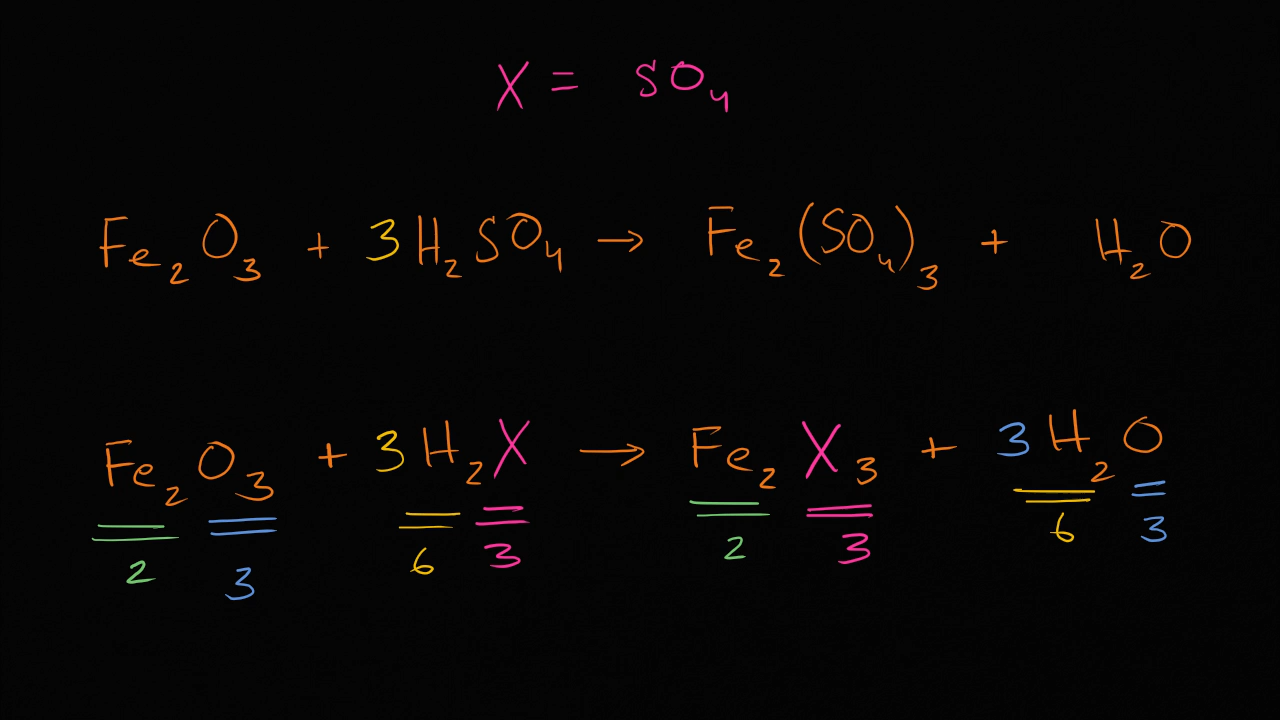 X = SO₄
Fe₂O₃ + 3H₂SO₄ → Fe₂(SO₄)₃ + H₂O
Fe₂O₃ + 3H₂X → Fe₂X₃ + 3H₂O
2 3 6 3 2 3 6 3